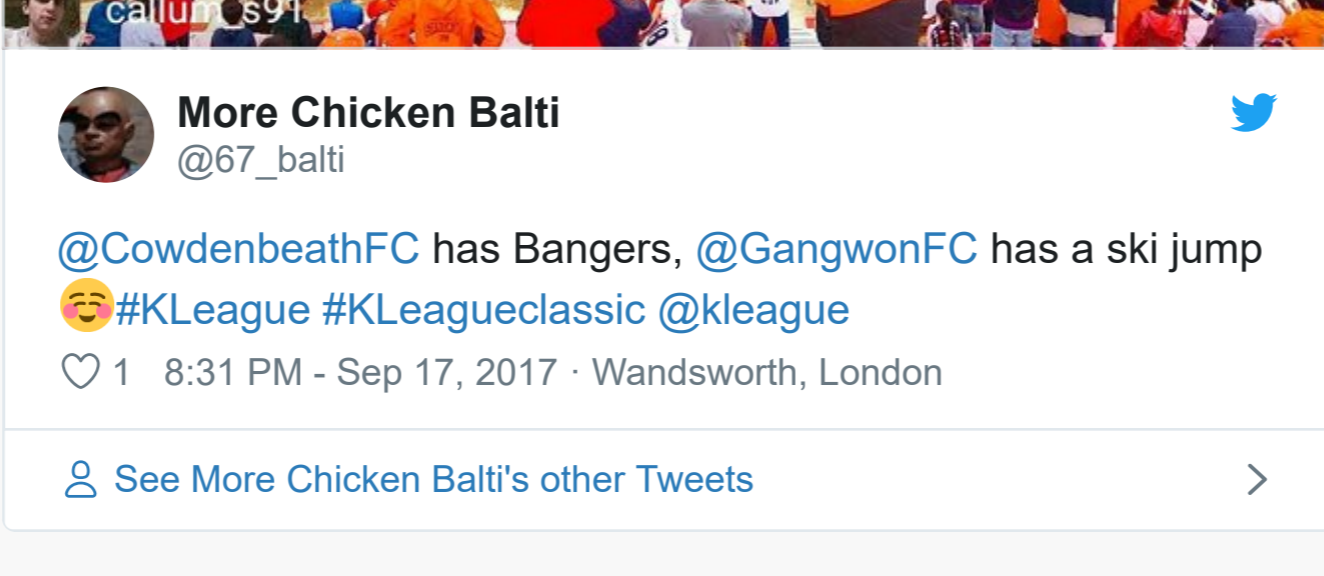 callum_s91
More Chicken Balti
@67_balti
@CowdenbeathFC has Bangers, @GangwonFC has a ski jump
☺️#KLeague #KLeagueclassic @kleague
1 8:31 PM - Sep 17, 2017 · Wandsworth, London
See More Chicken Balti's other Tweets